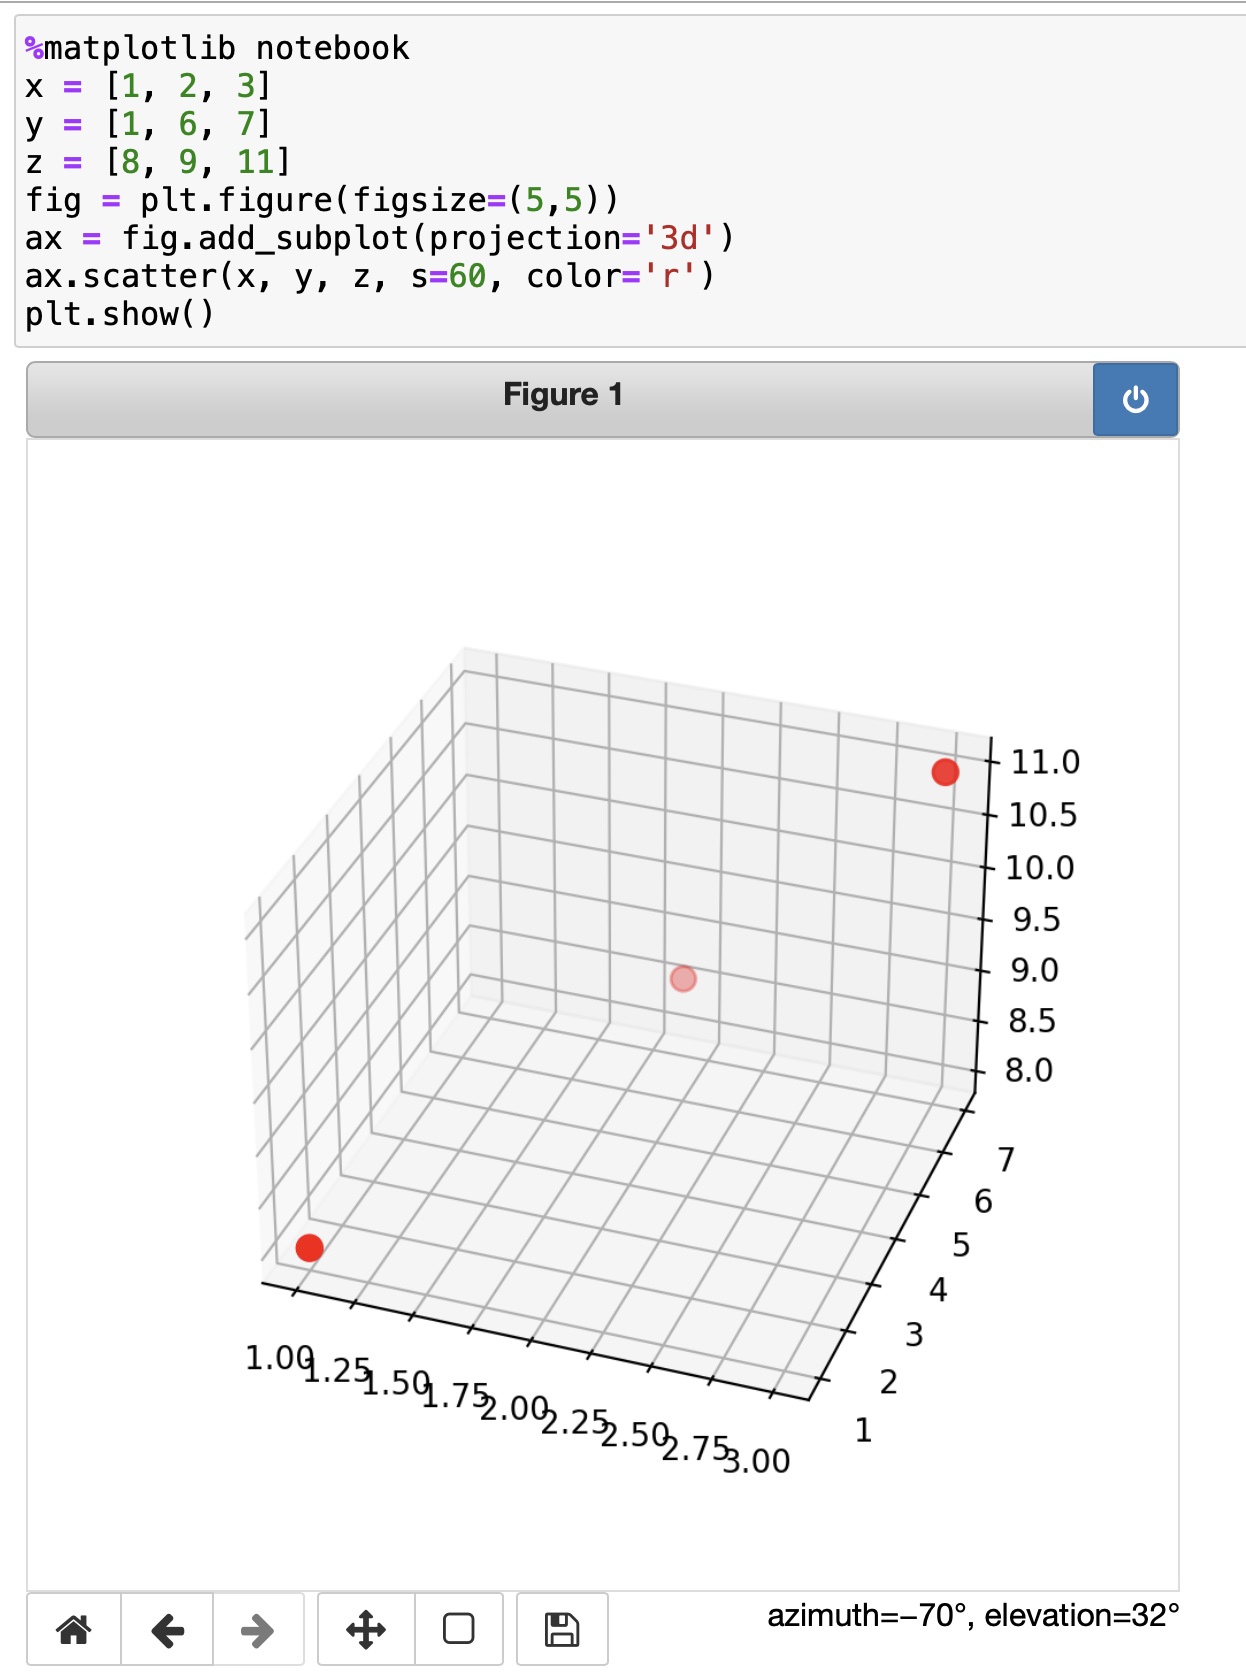 %matplotlib notebook
x = [1, 2, 3]
y = [1, 6, 7]
z = [8, 9, 11]
fig = plt.figure(figsize=(5,5))
ax = fig.add_subplot(projection='3d')
ax.scatter(x, y, z, s=60, color='r')
plt.show()
Figure 1
11.0
10.5
10.0
9.5
9.0
8.5
8.0
7
6
5
4
3
2
1
1.00
1.25
1.50
1.75
2.00
2.25
2.50
2.75
3.00
azimuth=−70°, elevation=32°